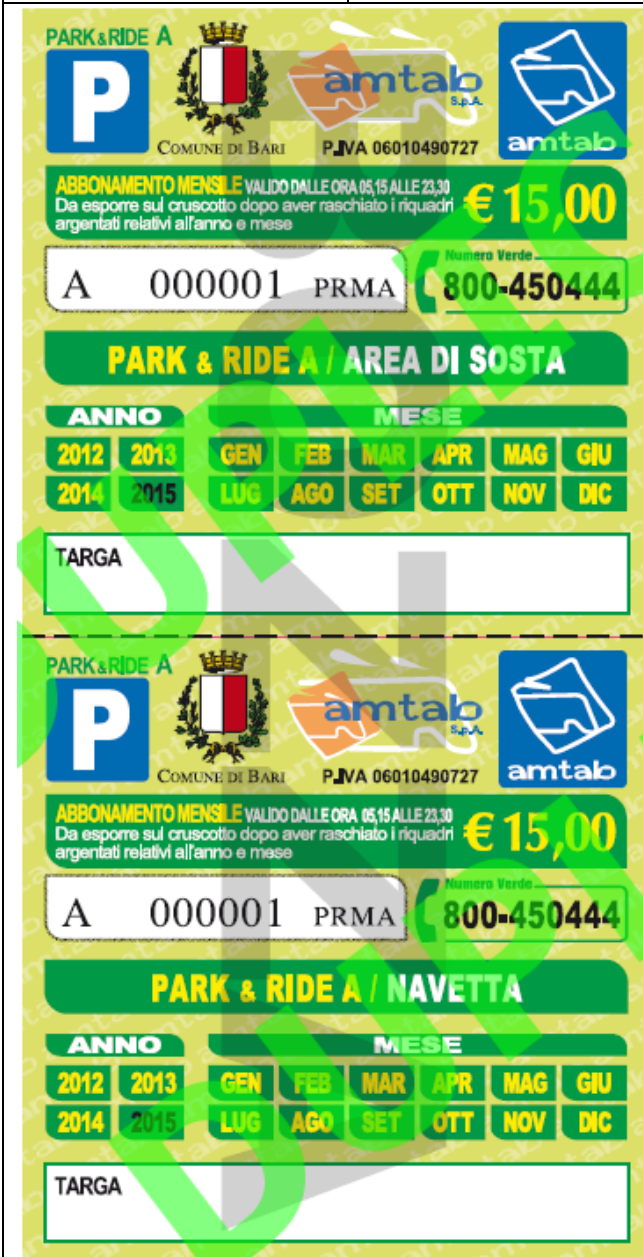 PARK & RIDE A
P
COMUNE DI BARI
amtab
S.p.A.
P.IVA 06010490727
amtab
ABBONAMENTO MENSILE VALIDO DALLE ORA 05,15 ALLE 23,30
Da esporre sul cruscotto dopo aver raschiato i riquadri
argentati relativi all'anno e mese
€ 15,00
A 000001 PRMA
Numero Verde
800-450444
PARK & RIDE A / AREA DI SOSTA
ANNO MESE
2012 2013 GEN FEB MAR APR MAG GIU
2014 2015 LUG AGO SET OTT NOV DIC
TARGA
PARK & RIDE A
P
COMUNE DI BARI
amtab
S.p.A.
P.IVA 06010490727
amtab
ABBONAMENTO MENSILE VALIDO DALLE ORA 05,15 ALLE 23,30
Da esporre sul cruscotto dopo aver raschiato i riquadri
argentati relativi all'anno e mese
€ 15,00
A 000001 PRMA
Numero Verde
800-450444
PARK & RIDE A / NAVETTA
ANNO MESE
2012 2013 GEN FEB MAR APR MAG GIU
2014 2015 LUG AGO SET OTT NOV DIC
TARGA